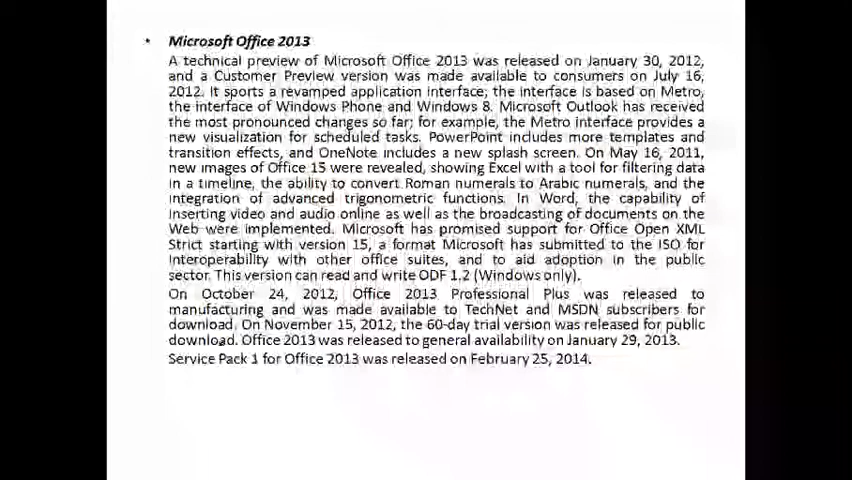 • Microsoft Office 2013
A technical preview of Microsoft Office 2013 was released on January 30, 2012,
and a Customer Preview version was made available to consumers on July 16,
2012. It sports a revamped application interface; the interface is based on Metro,
the interface of Windows Phone and Windows 8. Microsoft Outlook has received
the most pronounced changes so far; for example, the Metro interface provides a
new visualization for scheduled tasks. PowerPoint includes more templates and
transition effects, and OneNote includes a new splash screen. On May 16, 2011,
new images of Office 15 were revealed, showing Excel with a tool for filtering data
in a timeline, the ability to convert Roman numerals to Arabic numerals, and the
integration of advanced trigonometric functions. In Word, the capability of
inserting video and audio online as well as the broadcasting of documents on the
Web were implemented. Microsoft has promised support for Office Open XML
Strict starting with version 15, a format Microsoft has submitted to the ISO for
interoperability with other office suites, and to aid adoption in the public
sector. This version can read and write ODF 1.2 (Windows only).
On October 24, 2012, Office 2013 Professional Plus was released to
manufacturing and was made available to TechNet and MSDN subscribers for
download. On November 15, 2012, the 60-day trial version was released for public
download. Office 2013 was released to general availability on January 29, 2013.
Service Pack 1 for Office 2013 was released on February 25, 2014.